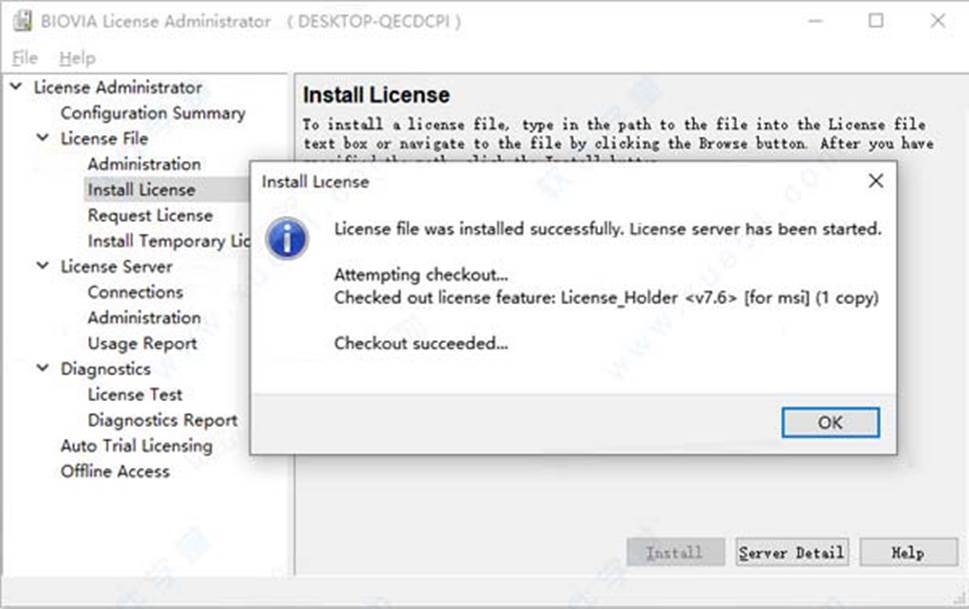 BIOVIA License Administrator ( DESKTOP-QECDCPI )
File Help
License Administrator
Configuration Summary
License File
Administration
Install License
Request License
Install Temporary Lic
License Server
Connections
Administration
Usage Report
Diagnostics
License Test
Diagnostics Report
Auto Trial Licensing
Offline Access
Install License
To install a license file, type in the path to the file into the License file
text box or navigate to the file by clicking the Browse button. After you have
Install License
License file was installed successfully. License server has been started.
Attempting checkout...
Checked out license feature: License_Holder <v7.6> [for msi] (1 copy)
Checkout succeeded...
OK
Install
Server Detail
Help